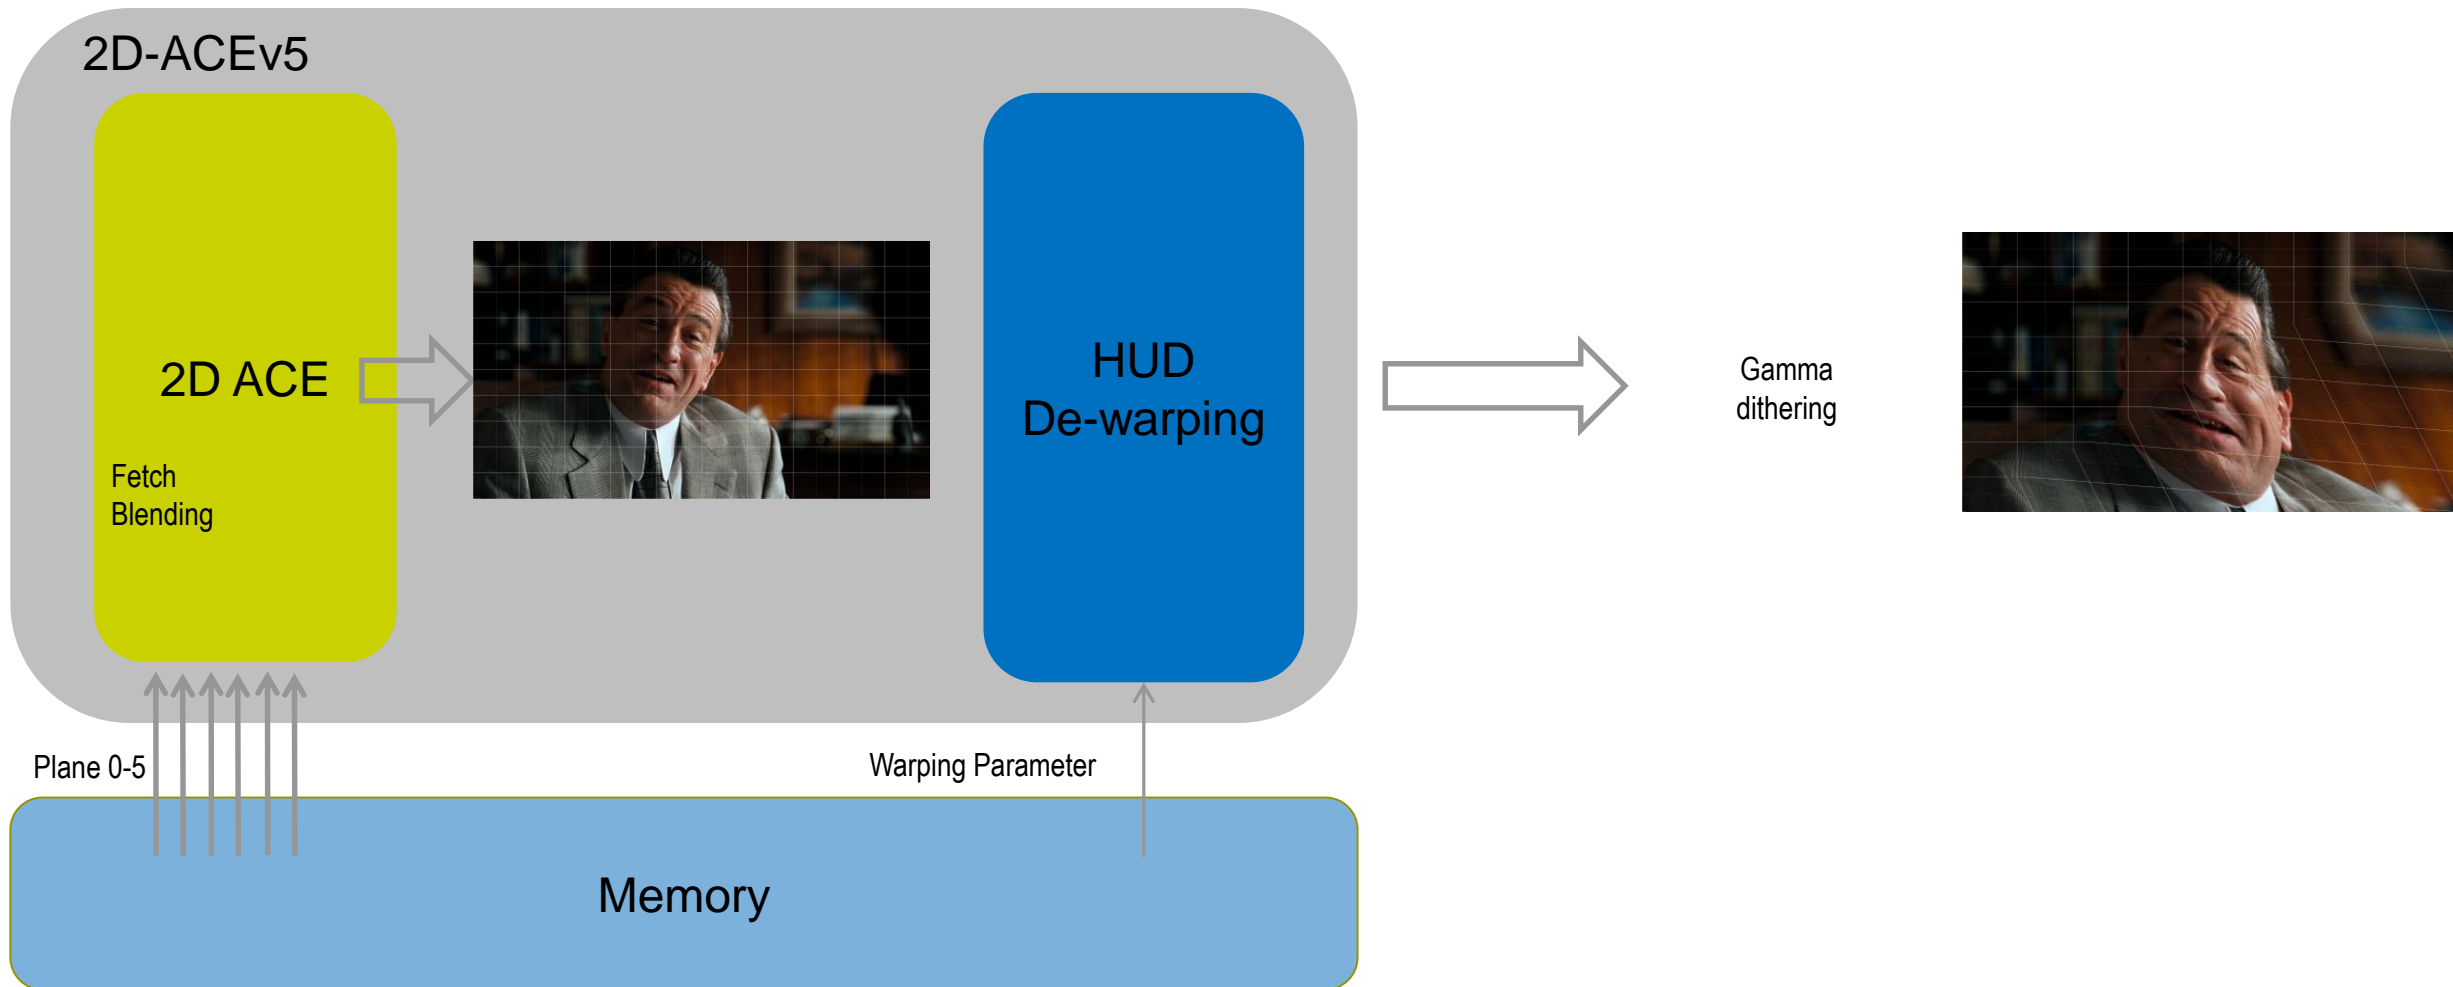 2D-ACEv5
2D ACE
Fetch
Blending
HUD
De-warping
Gamma
dithering
Plane 0-5
Warping Parameter
Memory